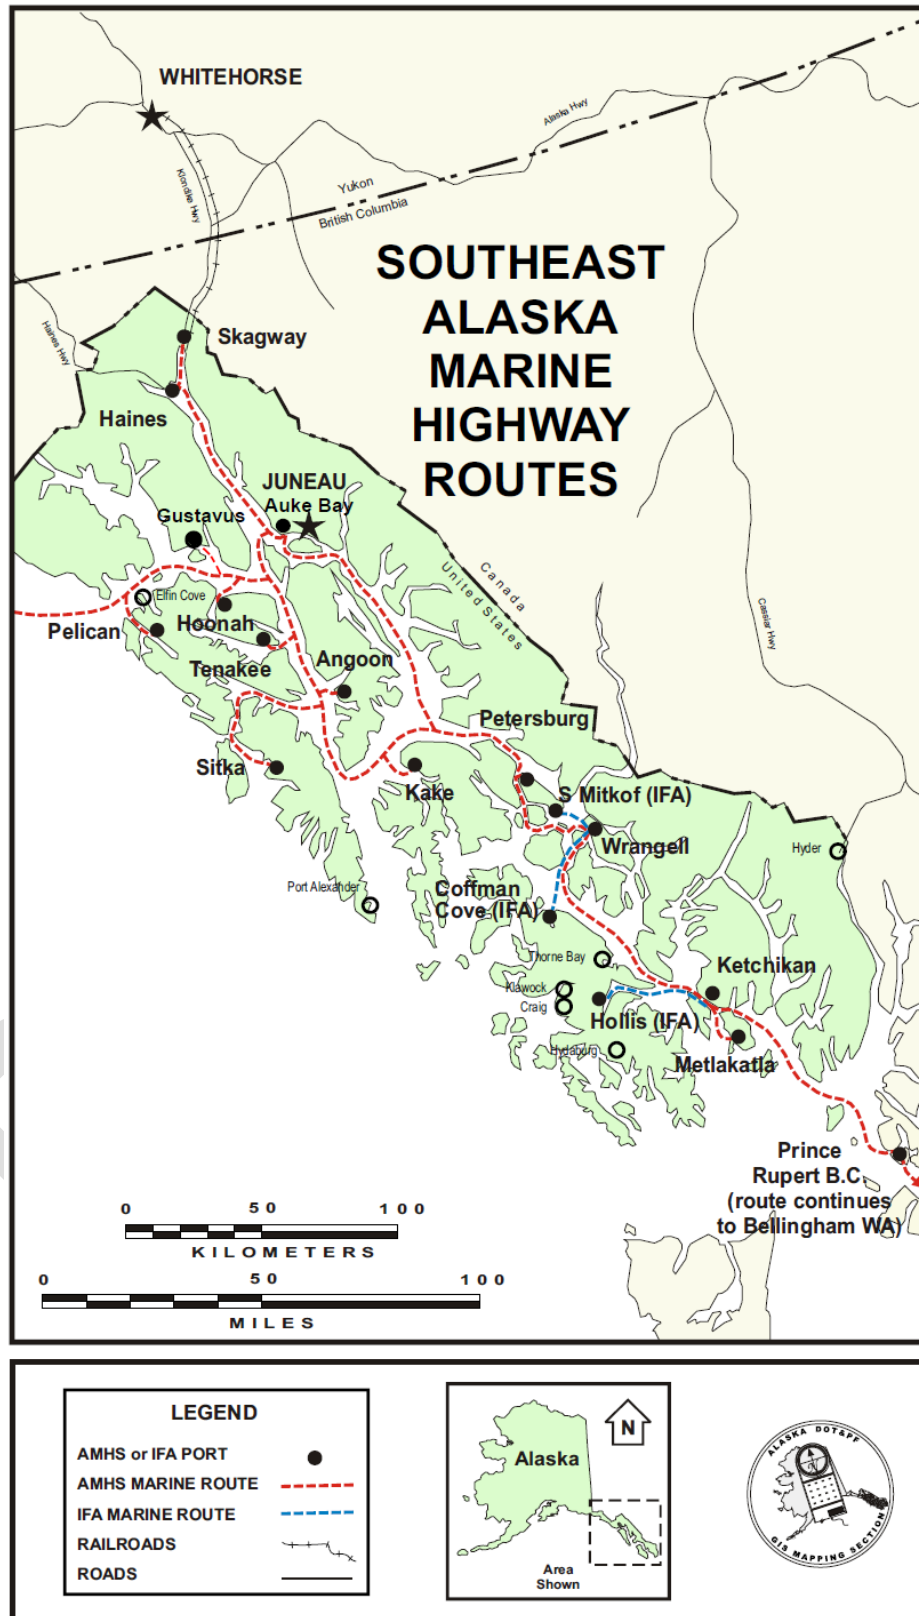 WHITEHORSE
Alaska Hwy
Klondike Hwy
Yukon
British Columbia
SOUTHEAST
ALASKA
MARINE
HIGHWAY
ROUTES
Haines Hwy
Skagway
Haines
JUNEAU
Auke Bay
Gustavus
Canada
United States
Elfin Cove
Cassiar Hwy
Pelican
Hoonah
Tenakee
Angoon
Petersburg
Sitka
Kake
S Mitkof (IFA)
Wrangell
Hyder
Port Alexander
Coffman
Cove (IFA)
Thorne Bay
Ketchikan
Klawock
Craig
Hollis (IFA)
Hydaburg
Metlakatla
Prince
Rupert B.C.
(route continues
to Bellingham WA)
0 50 100
KILOMETERS
0 50 100
MILES
LEGEND
AMHS or IFA PORT
AMHS MARINE ROUTE
IFA MARINE ROUTE
RAILROADS
ROADS
Alaska
N
Area
Shown
ALASKA DOT&PF
GIS MAPPING SECTION